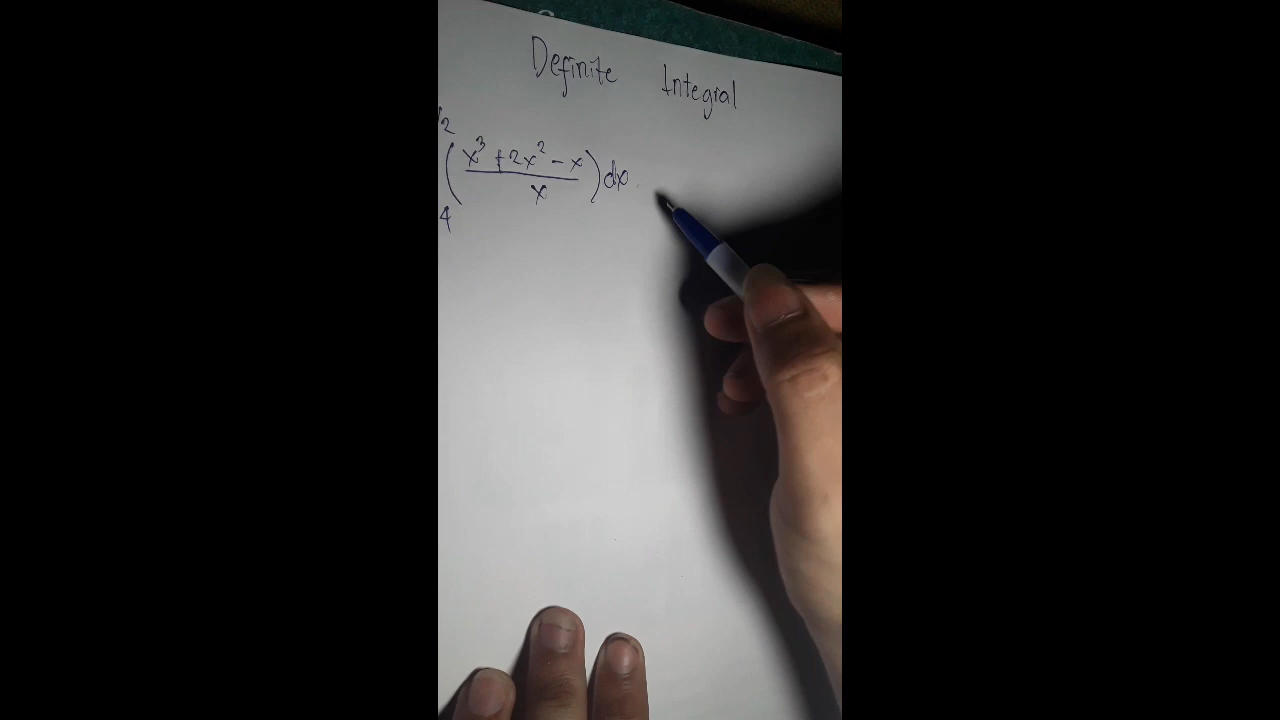 Definite Integral
2
( x³ + 2x² - x / x ) dx
4